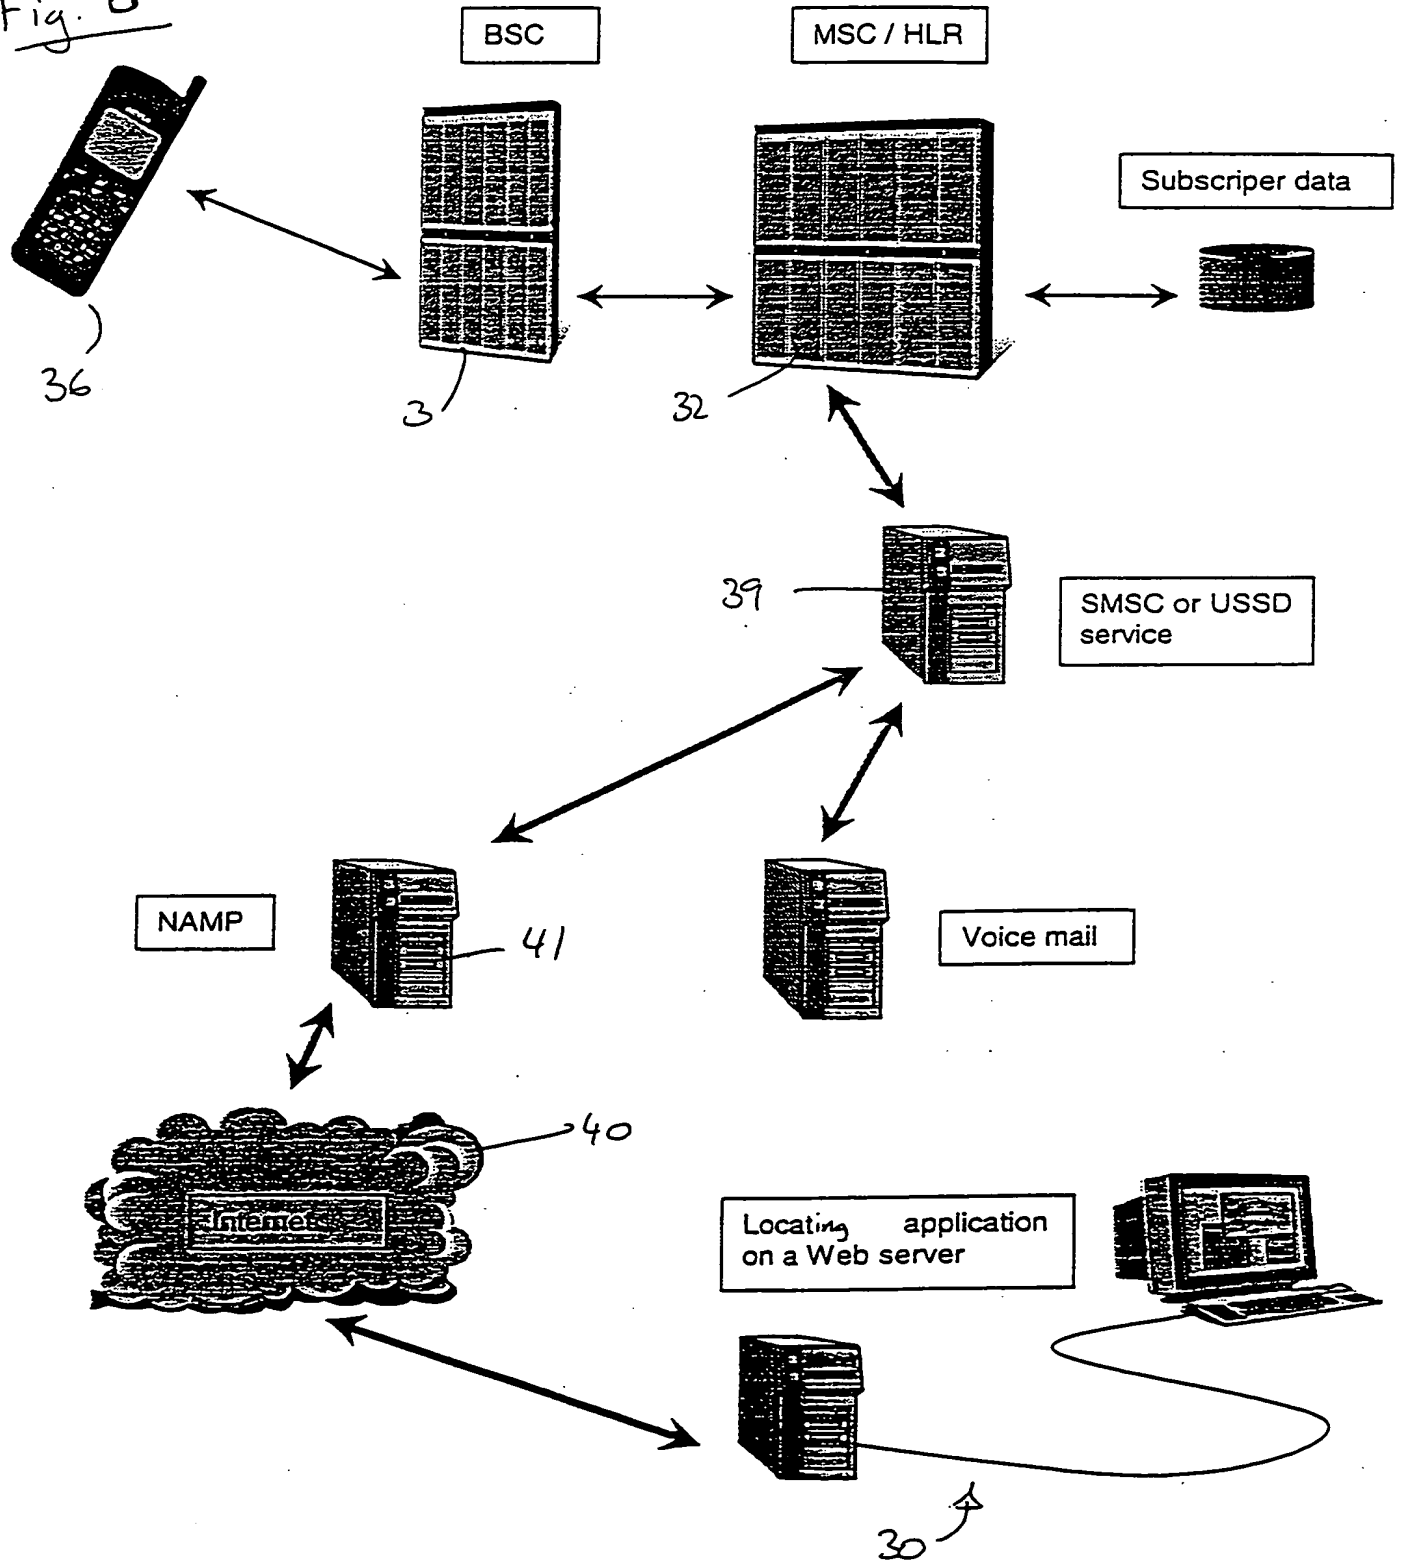 Fig.
BSC
MSC / HLR
Subscriper data
36
3
32
39
SMSC or USSD
service
NAMP
41
Voice mail
40
Internet
Locating application
on a Web server
30